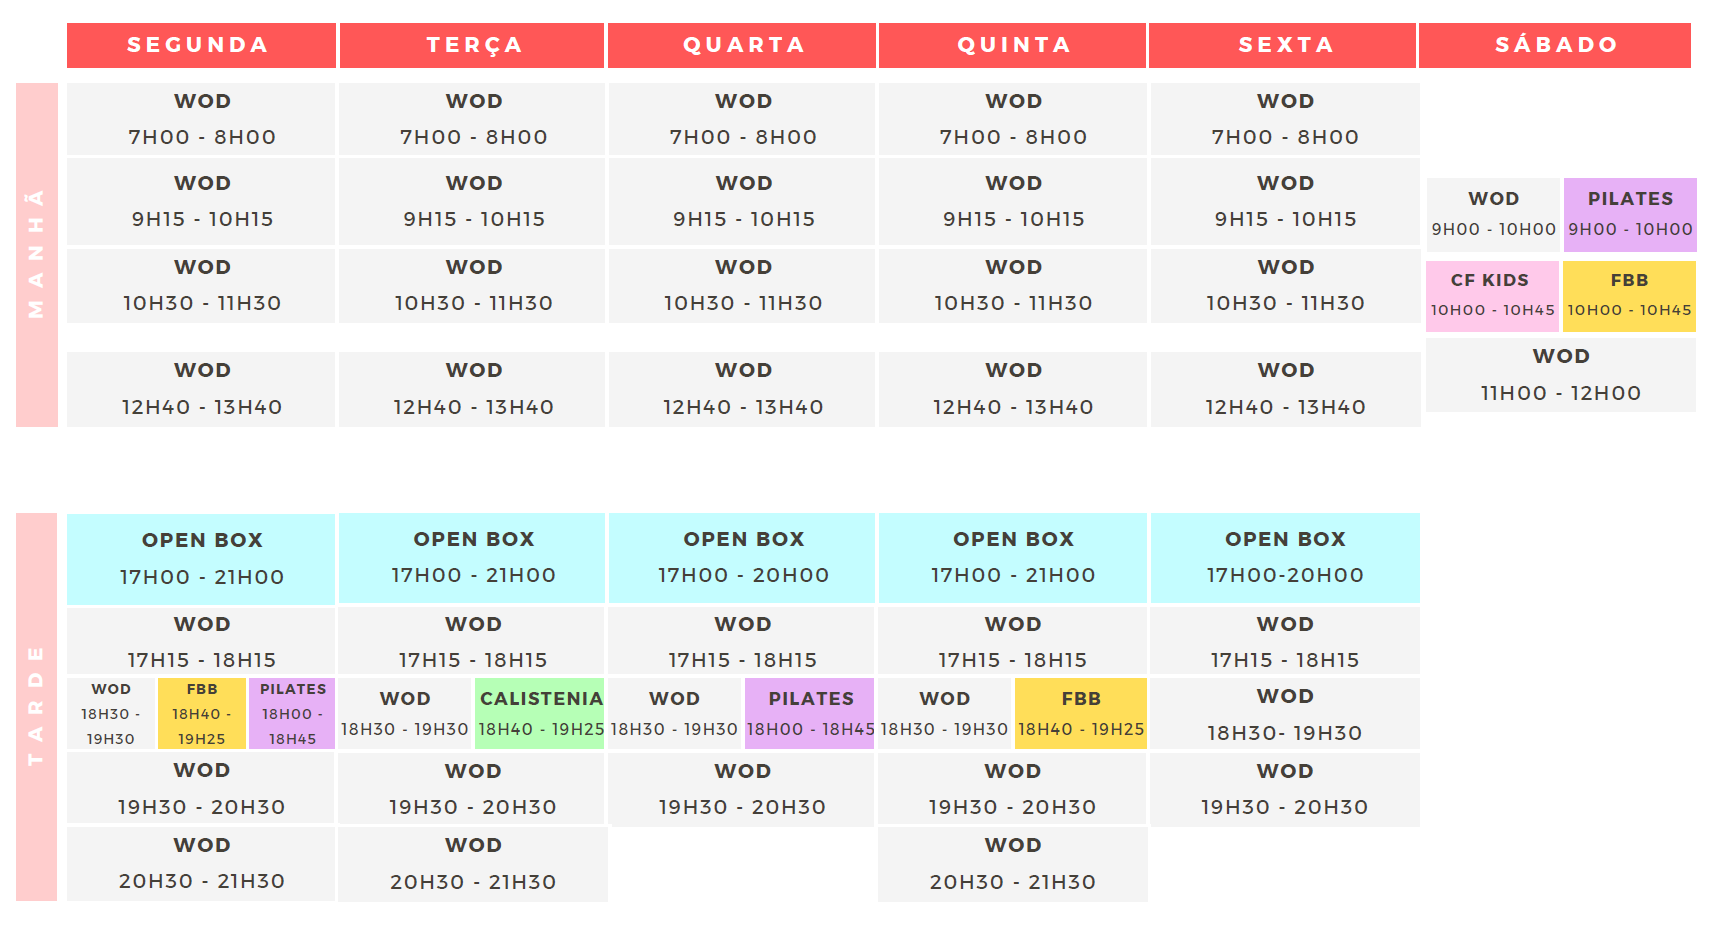 SEGUNDA TERÇA QUARTA QUINTA SEXTA SÁBADO
MANHÃ
WOD WOD WOD WOD WOD
7H00 - 8H00 7H00 - 8H00 7H00 - 8H00 7H00 - 8H00 7H00 - 8H00
WOD WOD WOD WOD WOD
9H15 - 10H15 9H15 - 10H15 9H15 - 10H15 9H15 - 10H15 9H15 - 10H15
WOD PILATES
9H00 - 10H00 9H00 - 10H00
WOD WOD WOD WOD WOD
10H30 - 11H30 10H30 - 11H30 10H30 - 11H30 10H30 - 11H30 10H30 - 11H30
CF KIDS FBB
10H00 - 10H45 10H00 - 10H45
WOD WOD WOD WOD WOD
12H40 - 13H40 12H40 - 13H40 12H40 - 13H40 12H40 - 13H40 12H40 - 13H40
WOD
11H00 - 12H00
TARDE
OPEN BOX OPEN BOX OPEN BOX OPEN BOX OPEN BOX
17H00 - 21H00 17H00 - 21H00 17H00 - 20H00 17H00 - 21H00 17H00-20H00
WOD WOD WOD WOD WOD
17H15 - 18H15 17H15 - 18H15 17H15 - 18H15 17H15 - 18H15 17H15 - 18H15
WOD FBB PILATES
18H30 - 18H40 - 18H00 -
19H30 19H25 18H45
WOD CALISTENIA WOD PILATES WOD FBB WOD
18H30 - 19H30 18H40 - 19H25 18H30 - 19H30 18H00 - 18H45 18H30 - 19H30 18H40 - 19H25 18H30- 19H30
WOD WOD WOD WOD WOD
19H30 - 20H30 19H30 - 20H30 19H30 - 20H30 19H30 - 20H30 19H30 - 20H30
WOD WOD WOD
20H30 - 21H30 20H30 - 21H30 20H30 - 21H30